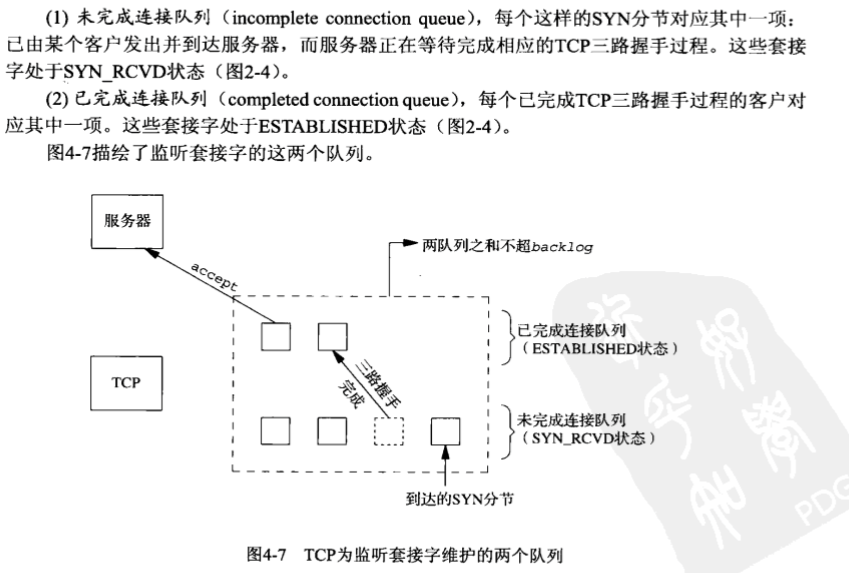 (1) 未完成连接队列（incomplete connection queue），每个这样的SYN分节对应其中一项：
已由某个客户发出并到达服务器，而服务器正在等待完成相应的TCP三路握手过程。这些套接
字处于SYN_RCVD状态（图2-4）。
(2) 已完成连接队列（completed connection queue），每个已完成TCP三路握手过程的客户对
应其中一项。这些套接字处于ESTABLISHED状态（图2-4）。
图4-7描绘了监听套接字的这两个队列。
服务器
两队列之和不超backlog
accept
已完成连接队列
（ESTABLISHED状态）
TCP
三路握手
完成
未完成连接队列
（SYN_RCVD状态）
到达的SYN分节
PDG
图4-7 TCP为监听套接字维护的两个队列